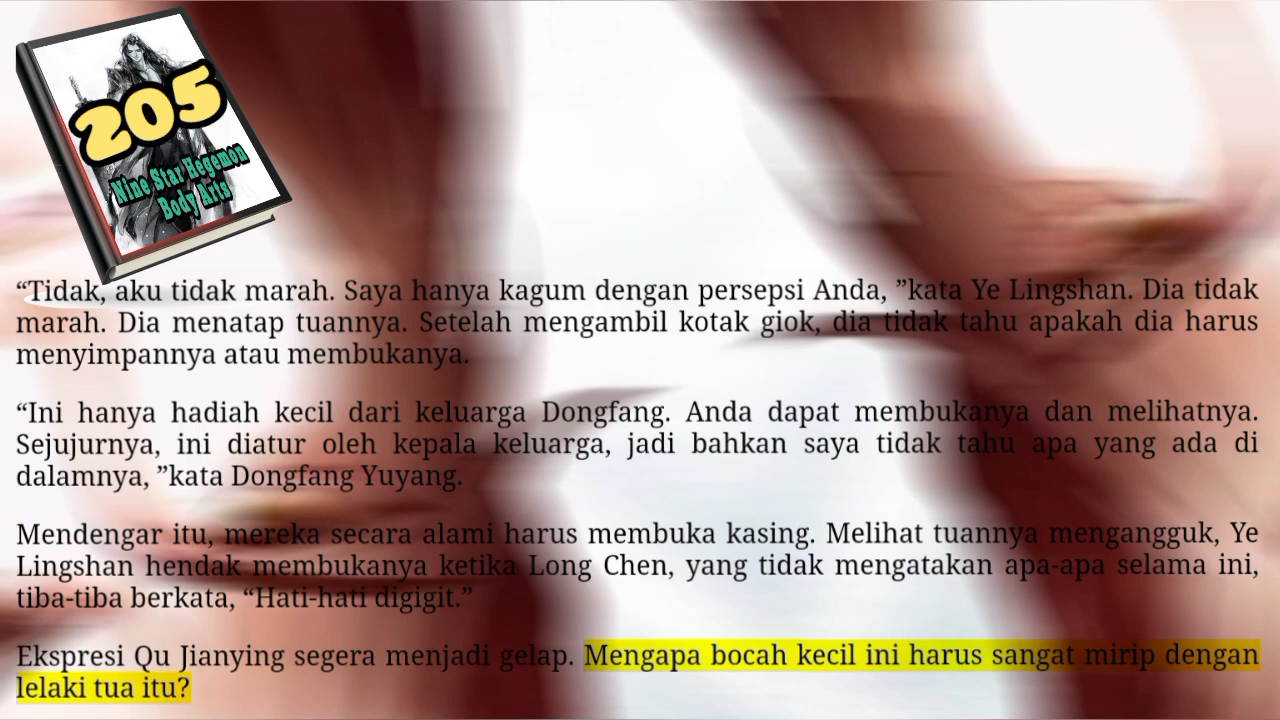 205
Nine Star Hegemon
Body Arts
“Tidak, aku tidak marah. Saya hanya kagum dengan persepsi Anda, ”kata Ye Lingshan. Dia tidak
marah. Dia menatap tuannya. Setelah mengambil kotak giok, dia tidak tahu apakah dia harus
menyimpannya atau membukanya.
“Ini hanya hadiah kecil dari keluarga Dongfang. Anda dapat membukanya dan melihatnya.
Sejujurnya, ini diatur oleh kepala keluarga, jadi bahkan saya tidak tahu apa yang ada di
dalamnya, ”kata Dongfang Yuyang.
Mendengar itu, mereka secara alami harus membuka kasing. Melihat tuannya mengangguk, Ye
Lingshan hendak membukanya ketika Long Chen, yang tidak mengatakan apa-apa selama ini,
tiba-tiba berkata, “Hati-hati digigit.”
Ekspresi Qu Jianying segera menjadi gelap. Mengapa bocah kecil ini harus sangat mirip dengan
lelaki tua itu?